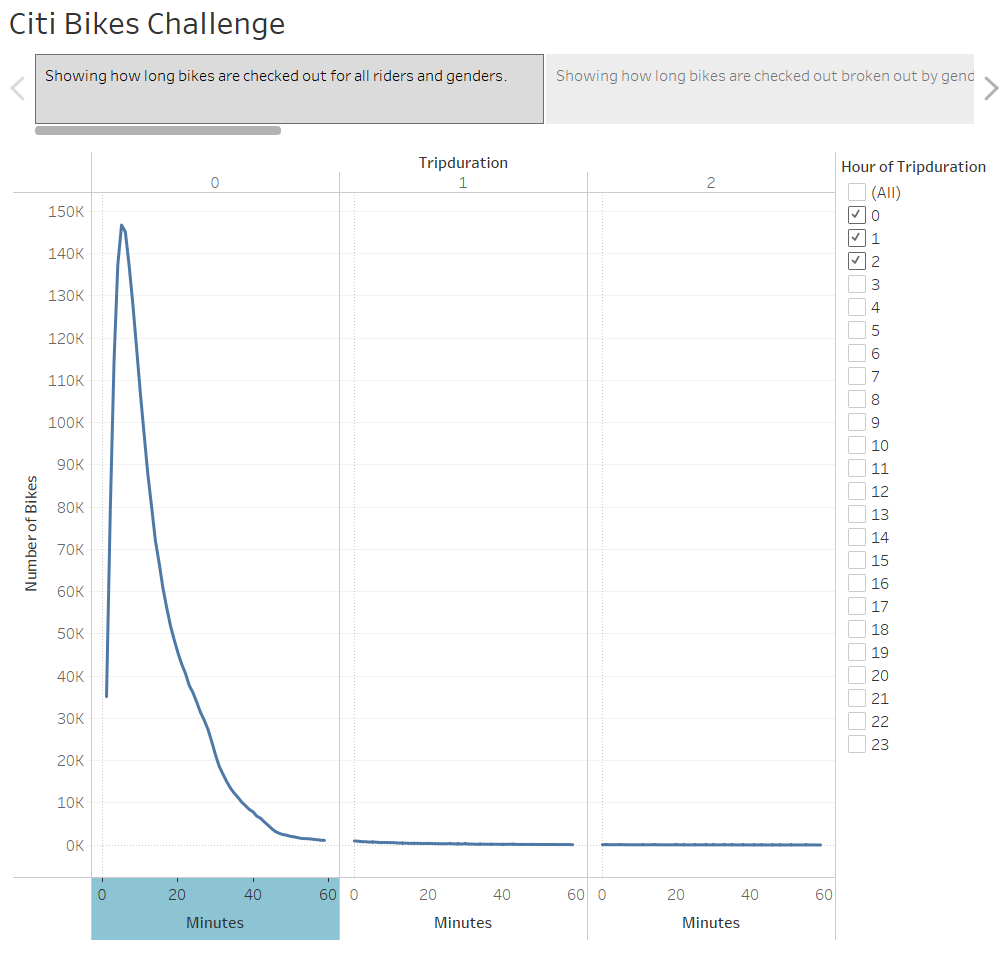 Citi Bikes Challenge
Showing how long bikes are checked out for all riders and genders.
Showing how long bikes are checked out broken out by gend
Tripduration
0 1 2
150K
140K
130K
120K
110K
100K
90K
80K
70K
60K
50K
40K
30K
20K
10K
0K
Number of Bikes
0 20 40 60 0 20 40 60 0 20 40 60
Minutes Minutes Minutes
Hour of Tripduration
(All)
0
1
2
3
4
5
6
7
8
9
10
11
12
13
14
15
16
17
18
19
20
21
22
23